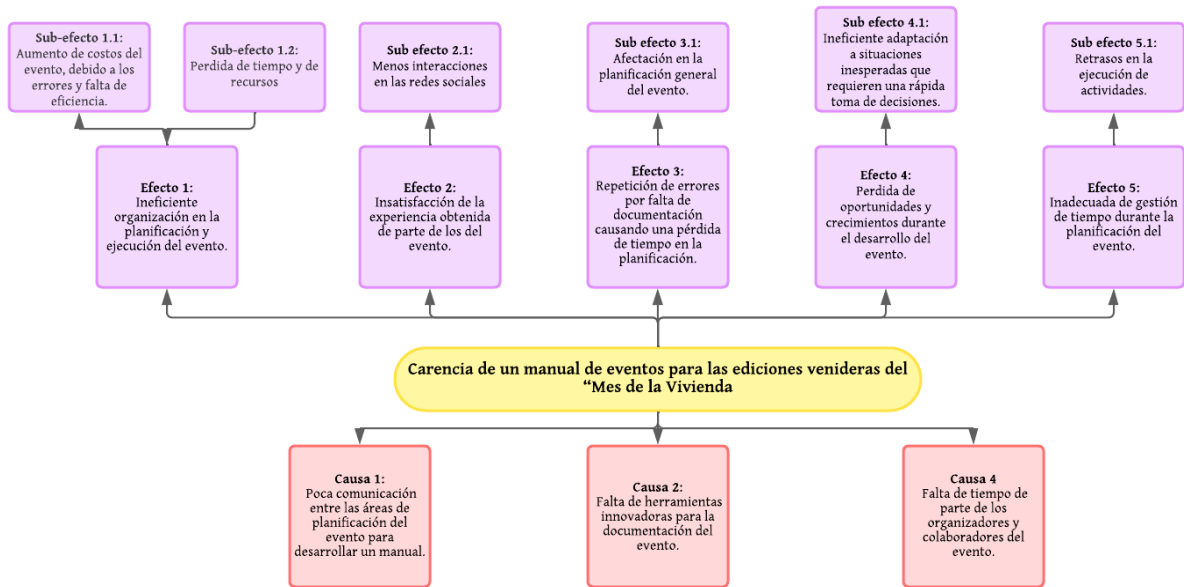 Sub-efecto 1.1:
Aumento de costos del
evento, debido a los
errores y falta de
eficiencia.
Sub-efecto 1.2:
Perdida de tiempo y de
recursos
Sub efecto 2.1:
Menos interacciones
en las redes sociales
Sub efecto 3.1:
Afectación en la
planificación general
del evento.
Sub efecto 4.1:
Ineficiente adaptación
a situaciones
inesperadas que
requieren una rápida
toma de decisiones.
Sub efecto 5.1:
Retrasos en la
ejecución de
actividades.
Efecto 1:
Ineficiente
organización en la
planificación y
ejecución del evento.
Efecto 2:
Insatisfacción de la
experiencia obtenida
de parte de los del
evento.
Efecto 3:
Repetición de errores
por falta de
documentación
causando una pérdida
de tiempo en la
planificación.
Efecto 4:
Perdida de
oportunidades y
crecimientos durante
el desarrollo del
evento.
Efecto 5:
Inadecuada de gestión
de tiempo durante la
planificación del
evento.
Carencia de un manual de eventos para las ediciones venideras del
“Mes de la Vivienda
Causa 1:
Poca comunicación
entre las áreas de
planificación del
evento para
desarrollar un manual.
Causa 2:
Falta de herramientas
innovadoras para la
documentación del
evento.
Causa 4
Falta de tiempo de
parte de los
organizadores y
colaboradores del
evento.